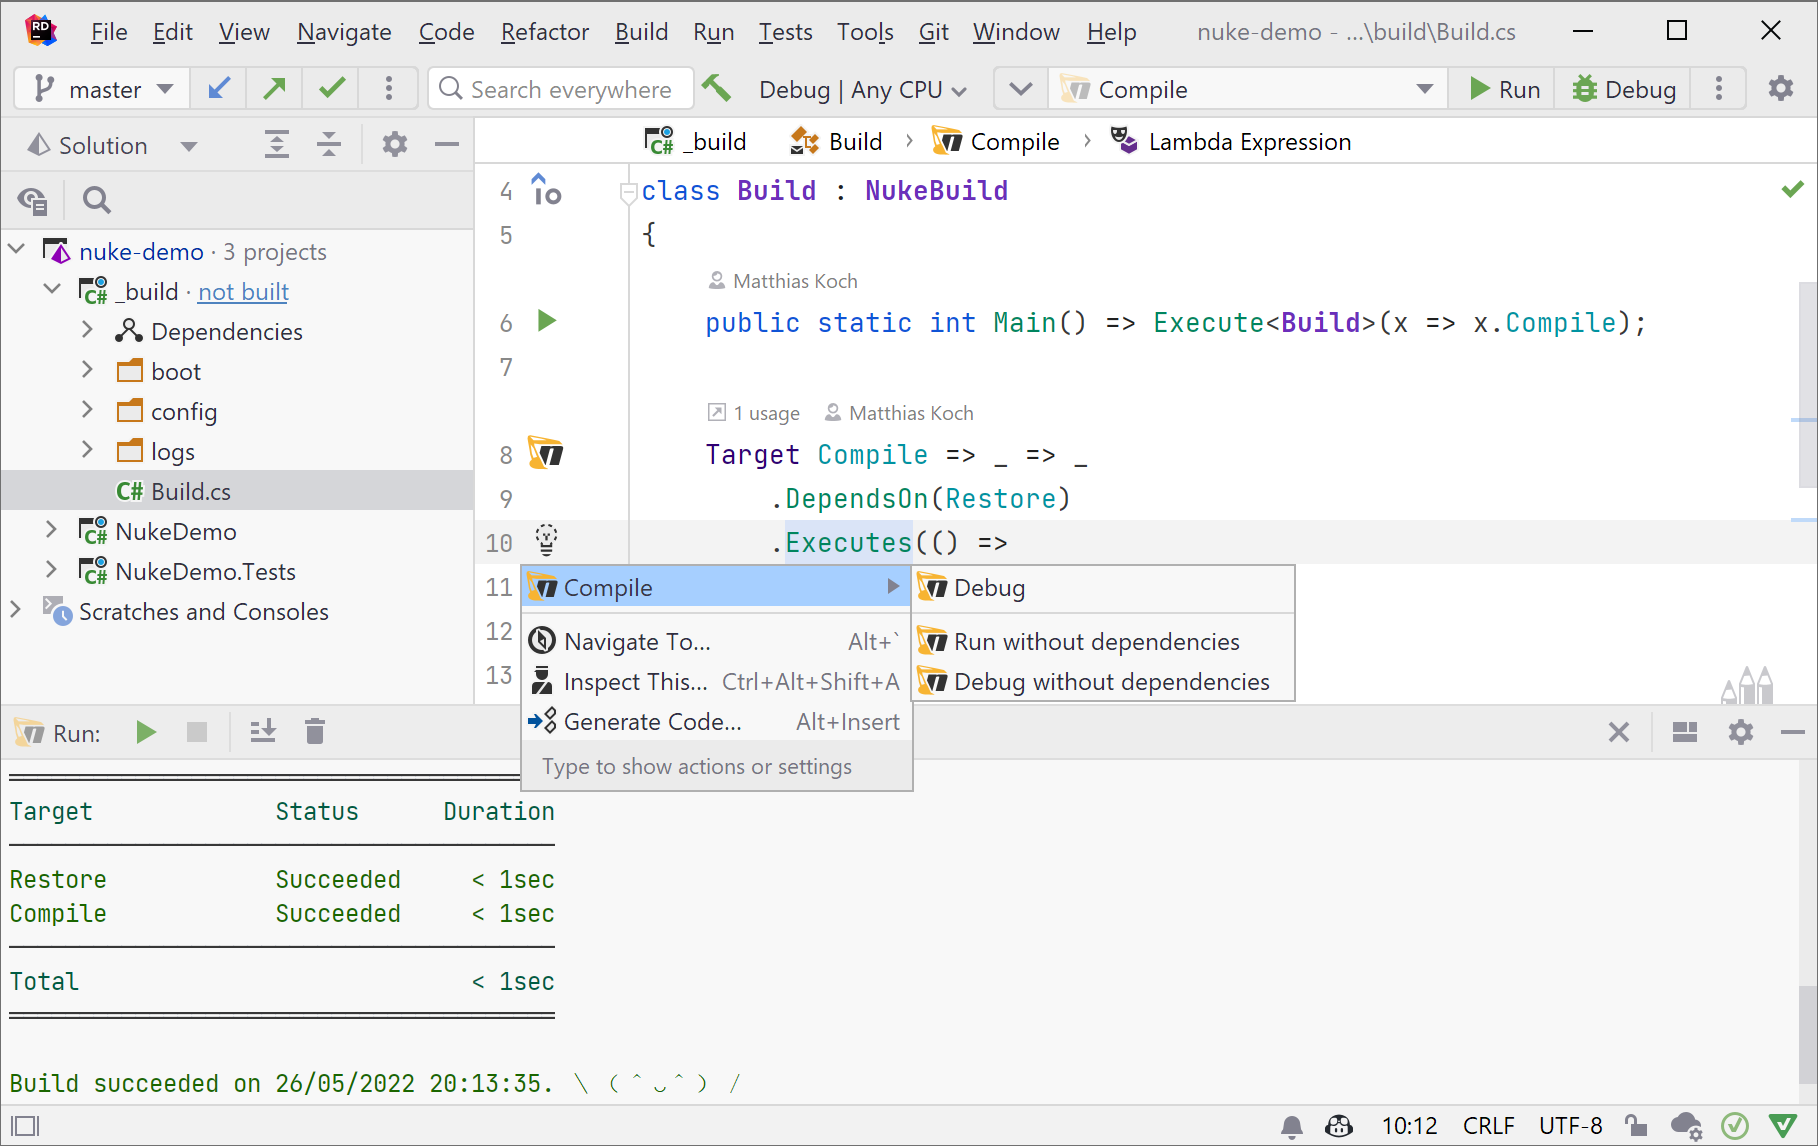 File Edit View Navigate Code Refactor Build Run Tests Tools Git Window Help nuke-demo - ...\build\Build.cs
master Search everywhere Debug | Any CPU Compile Run Debug
Solution
_build Build Compile Lambda Expression
nuke-demo · 3 projects
_build · not built
Dependencies
boot
config
logs
C# Build.cs
NukeDemo
NukeDemo.Tests
Scratches and Consoles
4 class Build : NukeBuild
5 {
Matthias Koch
6 public static int Main() => Execute<Build>(x => x.Compile);
7
1 usage Matthias Koch
8 Target Compile => _ => _
9 .DependsOn(Restore)
10 .Executes(() =>
11
12
13
Compile
Navigate To... Alt+`
Inspect This... Ctrl+Alt+Shift+A
Generate Code... Alt+Insert
Type to show actions or settings
Debug
Run without dependencies
Debug without dependencies
Run:
Target Status Duration
Restore Succeeded < 1sec
Compile Succeeded < 1sec
Total < 1sec
Build succeeded on 26/05/2022 20:13:35. \ ( ˆ ᴗ ˆ ) /
10:12 CRLF UTF-8